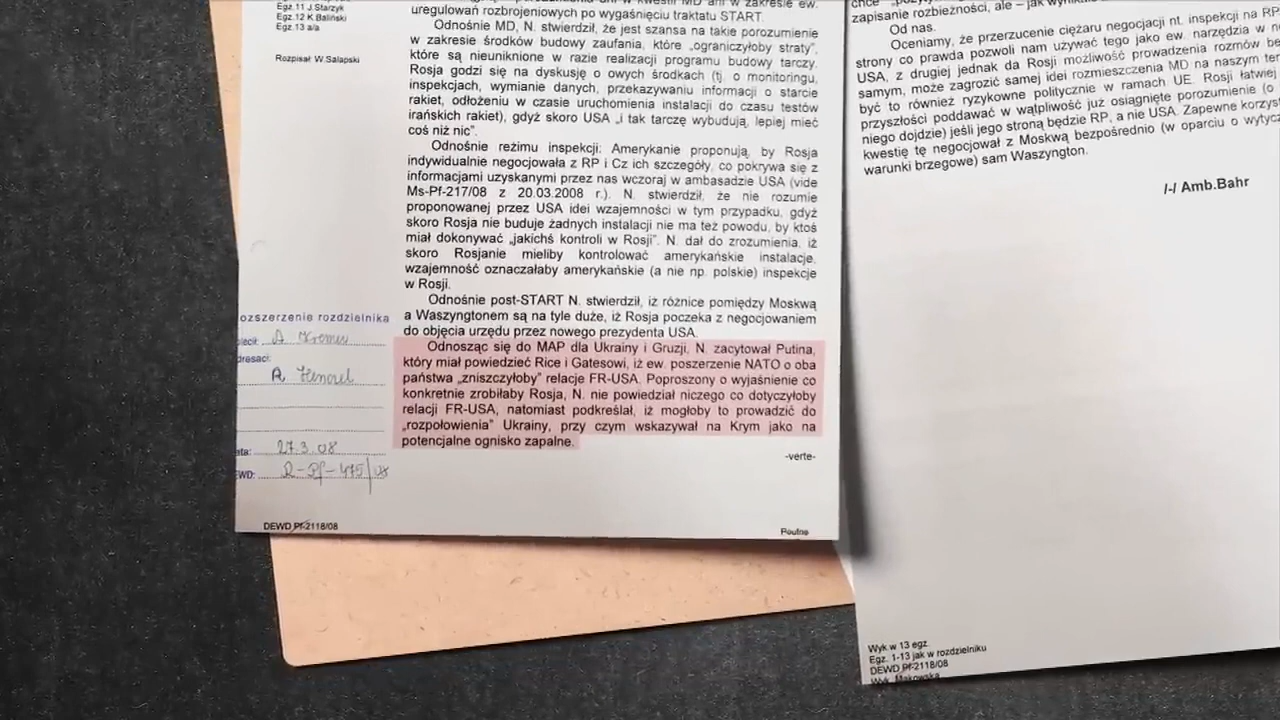 Egz.11 J.Starzyk
Egz.12 K.Baliński
Egz.13 a/a
Rozpisał W.Salapski
uregulowań rozbrojeniowych po wygaśnięciu traktatu START.
Odnośnie MD, N. stwierdził, że jest szansa na takie porozumienie
w zakresie środków budowy zaufania, które „ograniczyłoby straty”,
które są nieuniknione w razie realizacji programu budowy tarczy.
Rosja godzi się na dyskusję o owych środkach (tj. o monitoringu,
inspekcjach, wymianie danych, przekazywaniu informacji o starcie
rakiet, odłożeniu w czasie uruchomienia instalacji do czasu testów
irańskich rakiet), gdyż skoro USA „i tak tarczę wybudują, lepiej mieć
coś niż nic”.
Odnośnie reżimu inspekcji: Amerykanie proponują, by Rosja
indywidualnie negocjowała z RP i Cz ich szczegóły, co pokrywa się z
informacjami uzyskanymi przez nas wczoraj w ambasadzie USA (vide
Ms-Pf-217/08 z 20.03.2008 r.). N. stwierdził, że nie rozumie
proponowanej przez USA idei wzajemności w tym przypadku, gdyż
skoro Rosja nie buduje żadnych instalacji nie ma też powodu, by ktoś
miał dokonywać „jakichś kontroli w Rosji”. N. dał do zrozumienia, iż
skoro Rosjanie mieliby kontrolować amerykańskie instalacje,
wzajemność oznaczałaby amerykańskie (a nie np. polskie) inspekcje
w Rosji.
Odnośnie post-START N. stwierdził, iż różnice pomiędzy Moskwą
a Waszyngtonem są na tyle duże, iż Rosja poczeka z negocjowaniem
do objęcia urzędu przez nowego prezydenta USA.
Odnosząc się do MAP dla Ukrainy i Gruzji, N. zacytował Putina,
który miał powiedzieć Rice i Gatesowi, iż ew. poszerzenie NATO o oba
państwa „zniszczyłoby” relacje FR-USA. Poproszony o wyjaśnienie co
konkretnie zrobiłaby Rosja, N. nie powiedział niczego co dotyczyłoby
relacji FR-USA, natomiast podkreślał, iż mogłoby to prowadzić do
„rozpołowienia” Ukrainy, przy czym wskazywał na Krym jako na
potencjalne ognisko zapalne.
-verte-
ozszerzenie rozdzielnika
A
dresaci:
R. Hencel
ata: 27.3.08
EWD: 2-Pf-475/08
DEWD Pf-2118/08
Poufne
zapisanie rozbieżności, ale – jak
Od nas.
Oceniamy, że przerzucenie ciężaru negocjacji nt. inspekcji na RP
strony co prawda pozwoli nam używać tego jako ew. narzędzia w
USA, z drugiej jednak da Rosji możliwość prowadzenia rozmów
samym, może zagrozić samej idei rozmieszczenia MD na naszym
być to również ryzykowne politycznie w ramach UE. Rosji łatwiej
przyszłości poddawać w wątpliwość już osiągnięte porozumienie (o
niego dojdzie) jeśli jego stroną będzie RP, a nie USA. Zapewne
kwestię tę negocjował z Moskwą bezpośrednio (w oparciu o
warunki brzegowe) sam Waszyngton.
/-/ Amb.Bahr
Wyk w 13 egz
Egz. 1-13 jak w rozdzielniku
DEWD Pf-2118/08
Wyk. Makowska